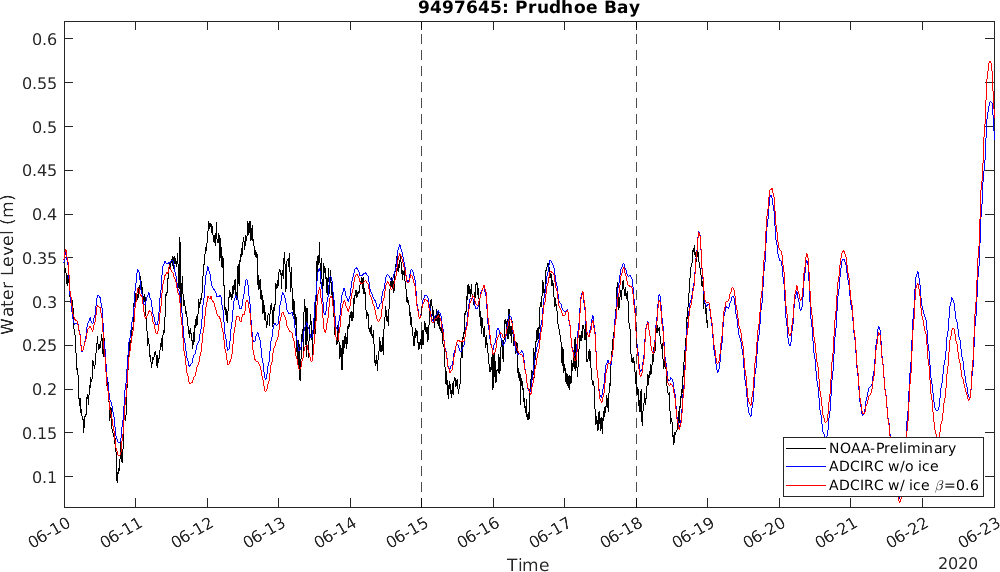 9497645: Prudhoe Bay
Water Level (m)
0.6
0.55
0.5
0.45
0.4
0.35
0.3
0.25
0.2
0.15
0.1
NOAA-Preliminary
ADCIRC w/o ice
ADCIRC w/ ice β=0.6
06-10 06-11 06-12 06-13 06-14 06-15 06-16 06-17 06-18 06-19 06-20 06-21 06-22 06-23
Time
2020